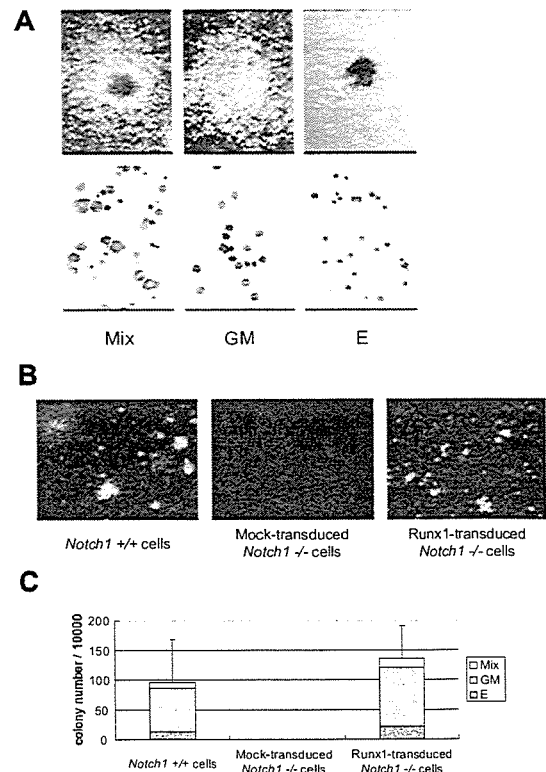 A
Mix GM E
B
Notch1 +/+ cells
Mock-transduced
Notch1 -/- cells
Runx1-transduced
Notch1 -/- cells
C
colony number / 10000
200
150
100
50
0
Mix
GM
E
Notch1 +/+ cells
Mock-transduced
Notch1 -/- cells
Runx1-transduced
Notch1 -/- cells